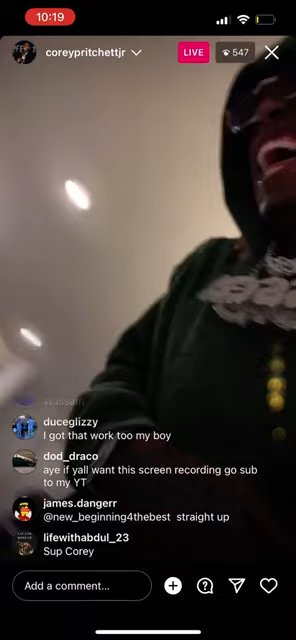 10:19
coreypritchettjr
LIVE
547
Wassam
duceglizzy
I got that work too my boy
dod_draco
aye if yall want this screen recording go sub
to my YT
james.dangerr
@new_beginning4thebest straight up
lifewithabdul_23
Sup Corey
Add a comment...